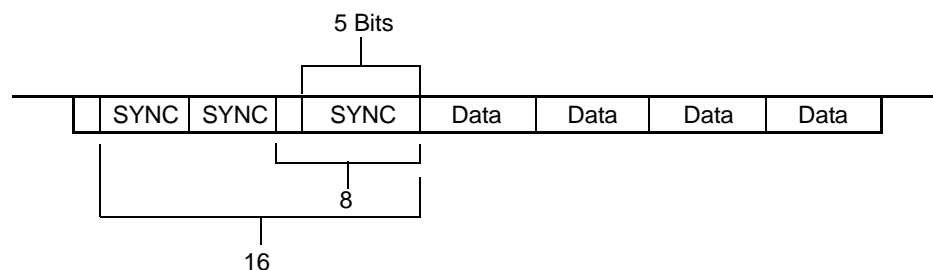 5 Bits
SYNC SYNC SYNC Data Data Data Data
8
16